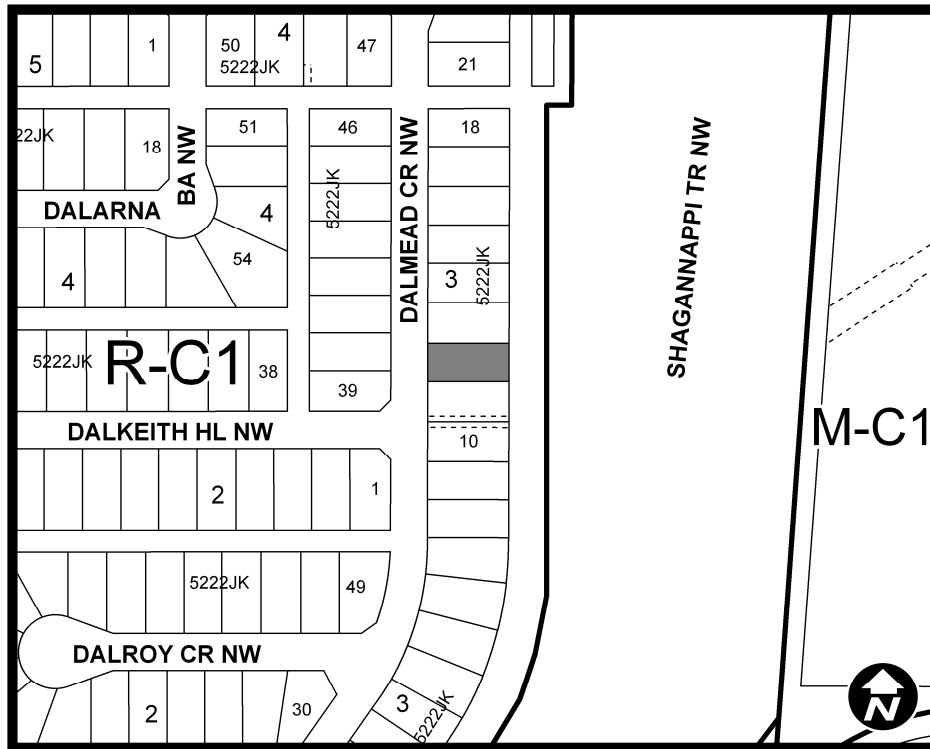 1
50
4
47
5
5222JK
21
22JK
18
BA NW
51
46
18
DALARNA
4
5222JK
DALMEAD CR NW
SHAGANNAPPI TR NW
54
4
3
5222JK
5222JK
R-C1
38
39
M-C1
DALKEITH HL NW
10
2
1
5222JK
49
DALROY CR NW
2
30
3
5222JK
N